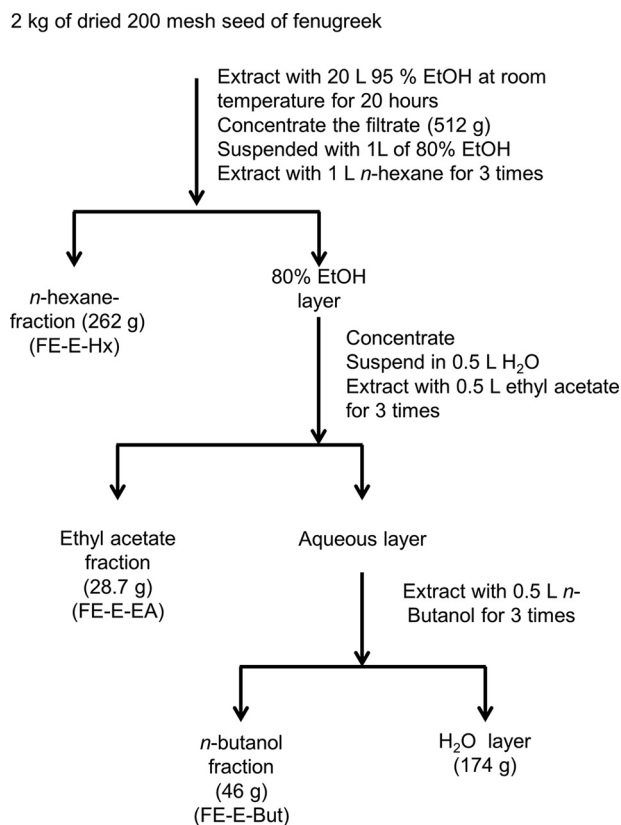 2 kg of dried 200 mesh seed of fenugreek
Extract with 20 L 95 % EtOH at room
temperature for 20 hours
Concentrate the filtrate (512 g)
Suspended with 1L of 80% EtOH
Extract with 1 L n-hexane for 3 times
n-hexane-
fraction (262 g)
(FE-E-Hx)
80% EtOH
layer
Concentrate
Suspend in 0.5 L H₂O
Extract with 0.5 L ethyl acetate
for 3 times
Ethyl acetate
fraction
(28.7 g)
(FE-E-EA)
Aqueous layer
Extract with 0.5 L n-
Butanol for 3 times
n-butanol
fraction
(46 g)
(FE-E-But)
H₂O layer
(174 g)